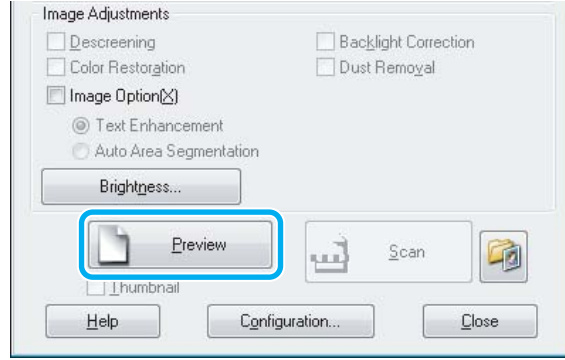 Image Adjustments
Descreening Backlight Correction
Color Restoration Dust Removal
Image Option(X)
Text Enhancement
Auto Area Segmentation
Brightness...
Preview Scan
Thumbnail
Help Configuration... Close